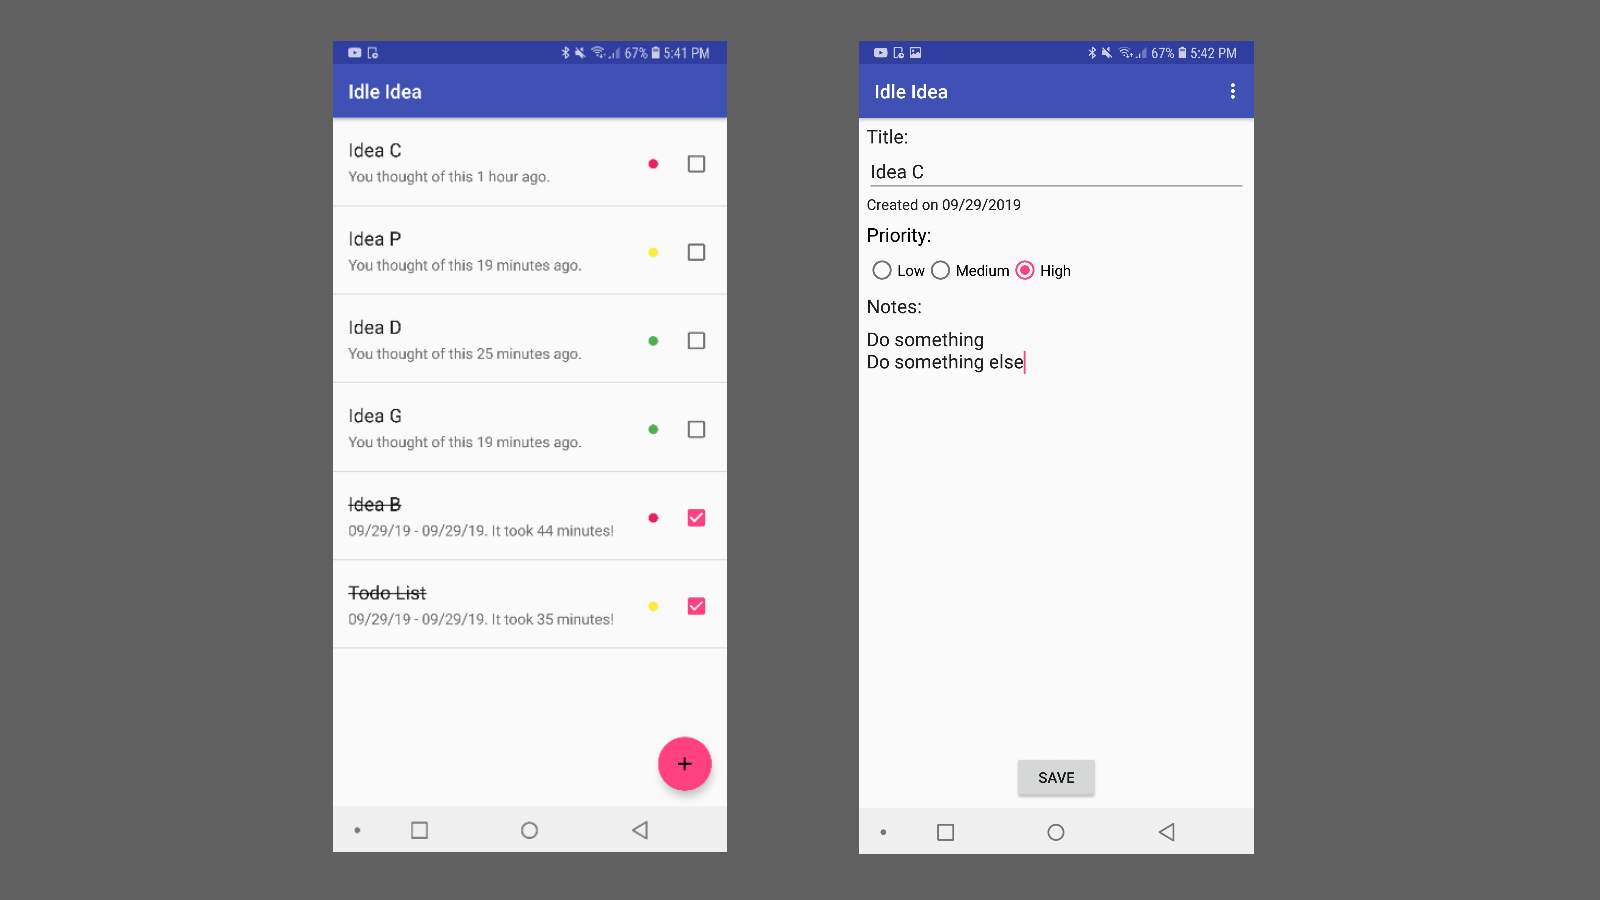 67% 5:41 PM
Idle Idea
Idea C
You thought of this 1 hour ago.
Idea P
You thought of this 19 minutes ago.
Idea D
You thought of this 25 minutes ago.
Idea G
You thought of this 19 minutes ago.
Idea B
09/29/19 - 09/29/19. It took 44 minutes!
Todo List
09/29/19 - 09/29/19. It took 35 minutes!
+
67% 5:42 PM
Idle Idea
Title:
Idea C
Created on 09/29/2019
Priority:
Low Medium High
Notes:
Do something
Do something else
SAVE